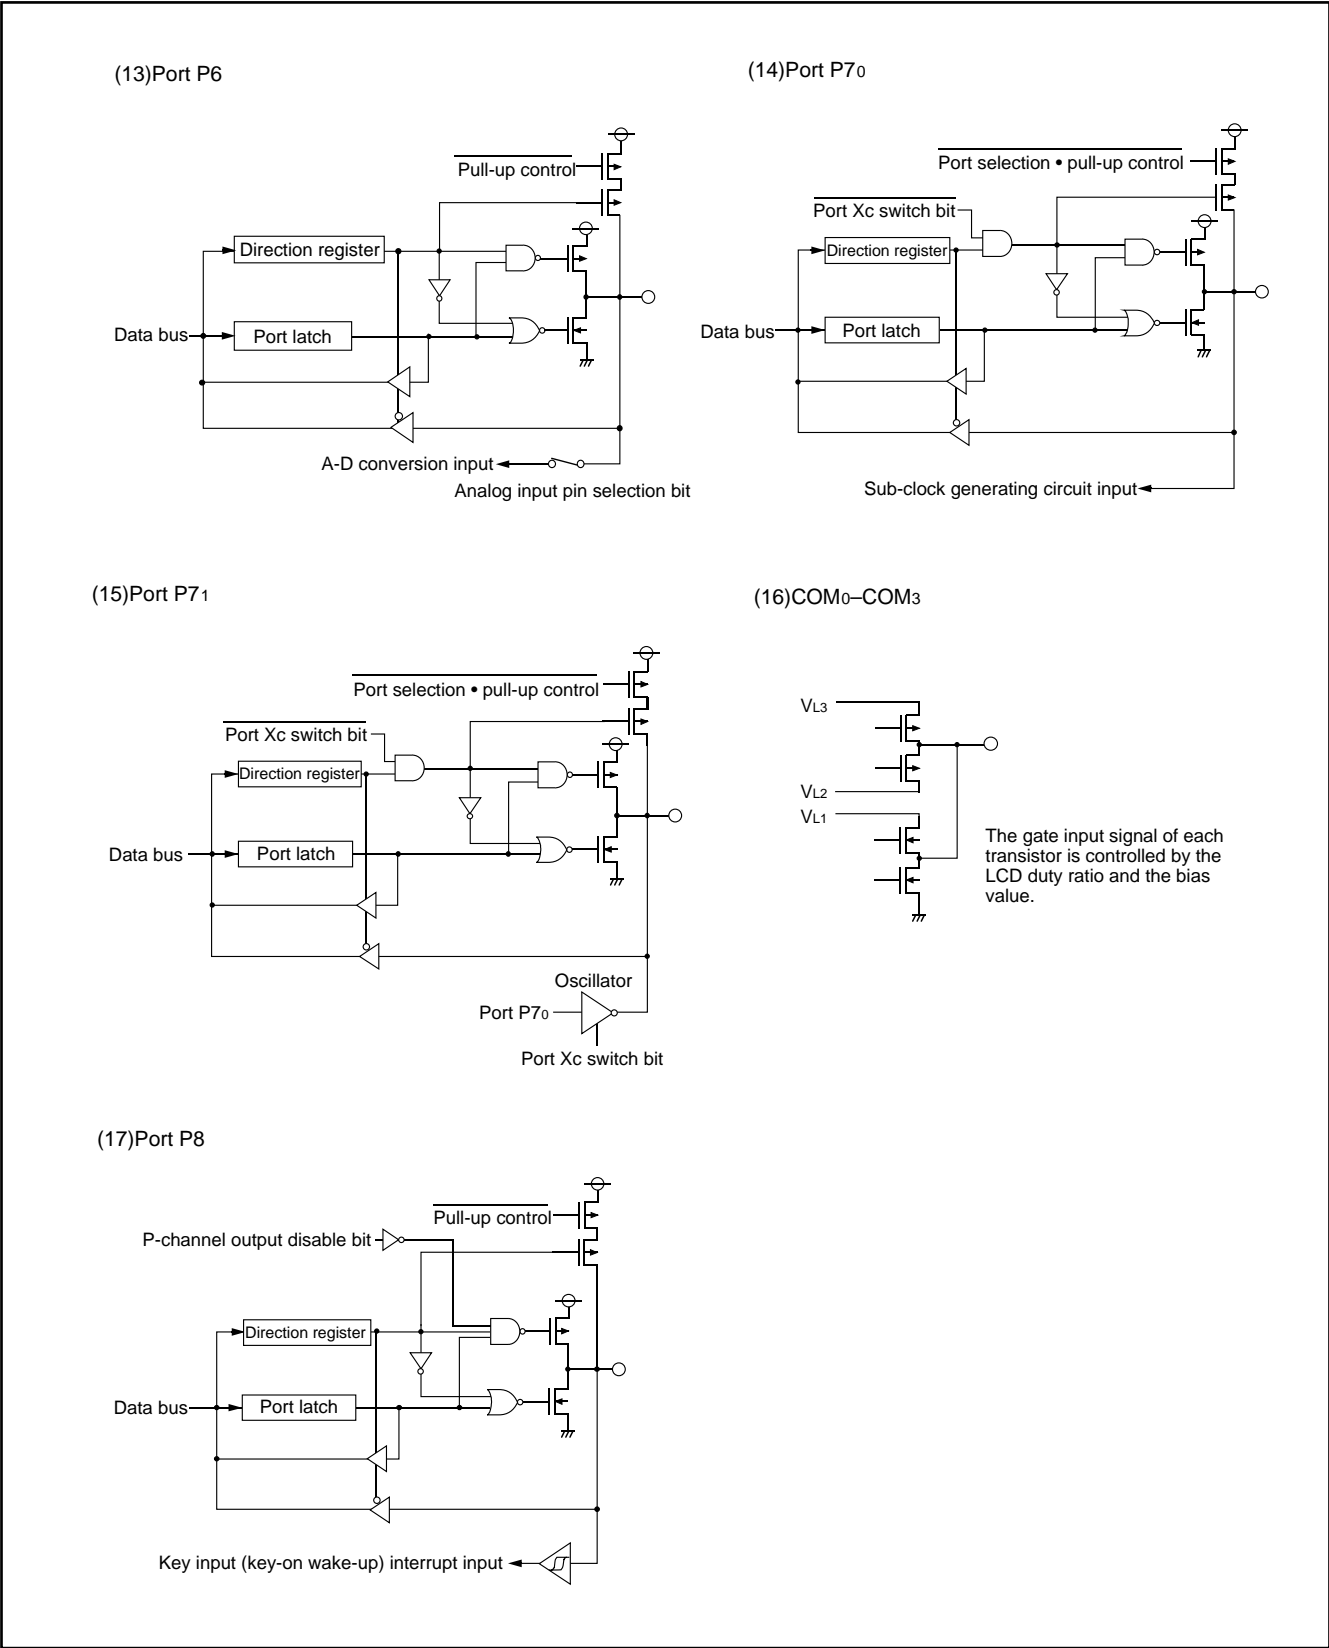 (13)Port P6
Pull-up control
Direction register
Data bus
Port latch
A-D conversion input
Analog input pin selection bit
(14)Port P70
Port selection • pull-up control
Port Xc switch bit
Direction register
Data bus
Port latch
Sub-clock generating circuit input
(15)Port P71
Port selection • pull-up control
Port Xc switch bit
Direction register
Data bus
Port latch
Oscillator
Port P70
Port Xc switch bit
(16)COM0–COM3
VL3
VL2
VL1
The gate input signal of each
transistor is controlled by the
LCD duty ratio and the bias
value.
(17)Port P8
Pull-up control
P-channel output disable bit
Direction register
Data bus
Port latch
Key input (key-on wake-up) interrupt input